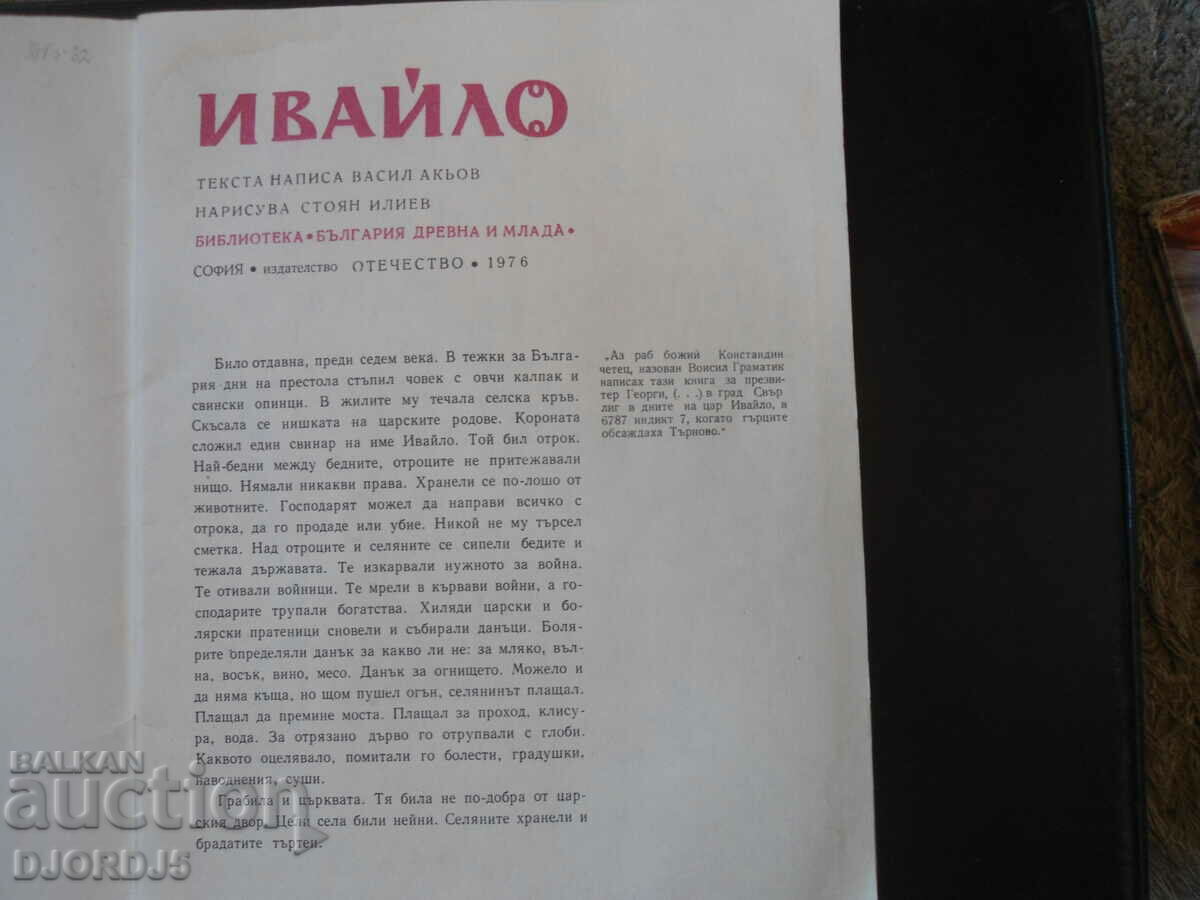 ИВАЙЛО
ТЕКСТА НАПИСА ВАСИЛ АКЬОВ
НАРИСУВА СТОЯН ИЛИЕВ
БИБЛИОТЕКА • БЪЛГАРИЯ ДРЕВНА И МЛАДА •
СОФИЯ • издателство ОТЕЧЕСТВО • 1976
Било отдавна, преди седем века. В тежки за Бълга-
рия дни на престола стъпил човек с овчи калпак и
свински опинци. В жилите му течала селска кръв.
Скъсала се нишката на царските родове. Короната
сложил един свинар на име Ивайло. Той бил отрок.
Най-бедни между бедните, отроците не притежавали
нищо. Нямали никакви права. Хранели се по-лошо от
животните. Господарят можел да направи всичко с
отрока, да го продаде или убие. Никой не му търсел
сметка. Над отроците и селяните се сипели бедите и
тежала държавата. Те изкарвали нужното за война.
Те отивали войници. Те мрели в кървави войни, а го-
сподарите трупали богатства. Хиляди царски и бо-
лярски пратеници сновели и събирали данъци. Боля-
рите определяли данък за какво ли не: за мляко, въл-
на, восък, вино, месо. Данък за огнището. Можело и
да няма къща, но щом пушел огън, селянинът плащал.
Плащал да премине моста. Плащал за проход, клису-
ра, вода. За отрязано дърво го отрупвали с глоби.
Каквото оцелявало, помитали го болести, градушки,
наводнения, суши.
Грабила и църквата. Тя била не по-добра от цар-
ския двор. Цели села били нейни. Селяните хранели и
брадатите търтеи.
„Аз раб божий Константин
четец, назован Воисил Граматик
написах тази книга за презви-
тер Георги, (. . .) в град Свър
лиг в дните на цар Ивайло, в
6787 индикт 7, когато гърците
обсаждаха Търново.“
BALKAN
auction
DJORDJ5